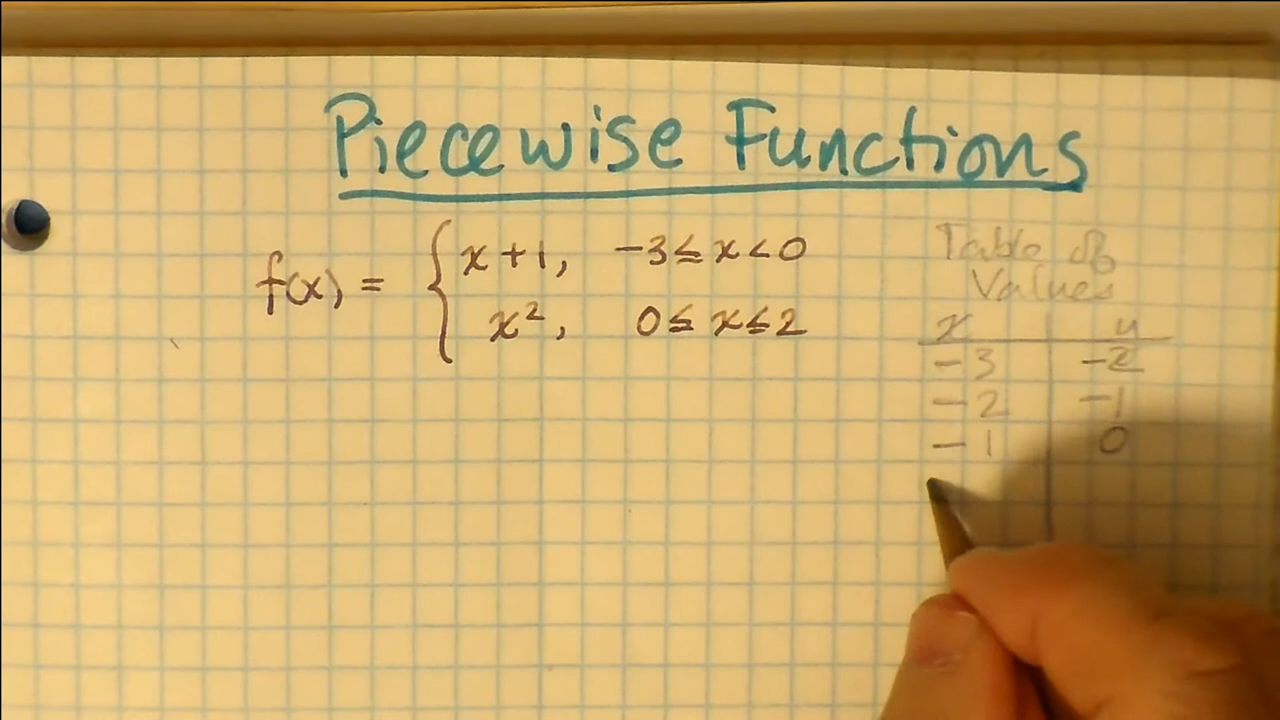 Piecewise Functions
f(x) = { x+1, -3 ≤ x < 0
x², 0 ≤ x ≤ 2
Table of
Values
x y
-3 -2
-2 -1
-1 0